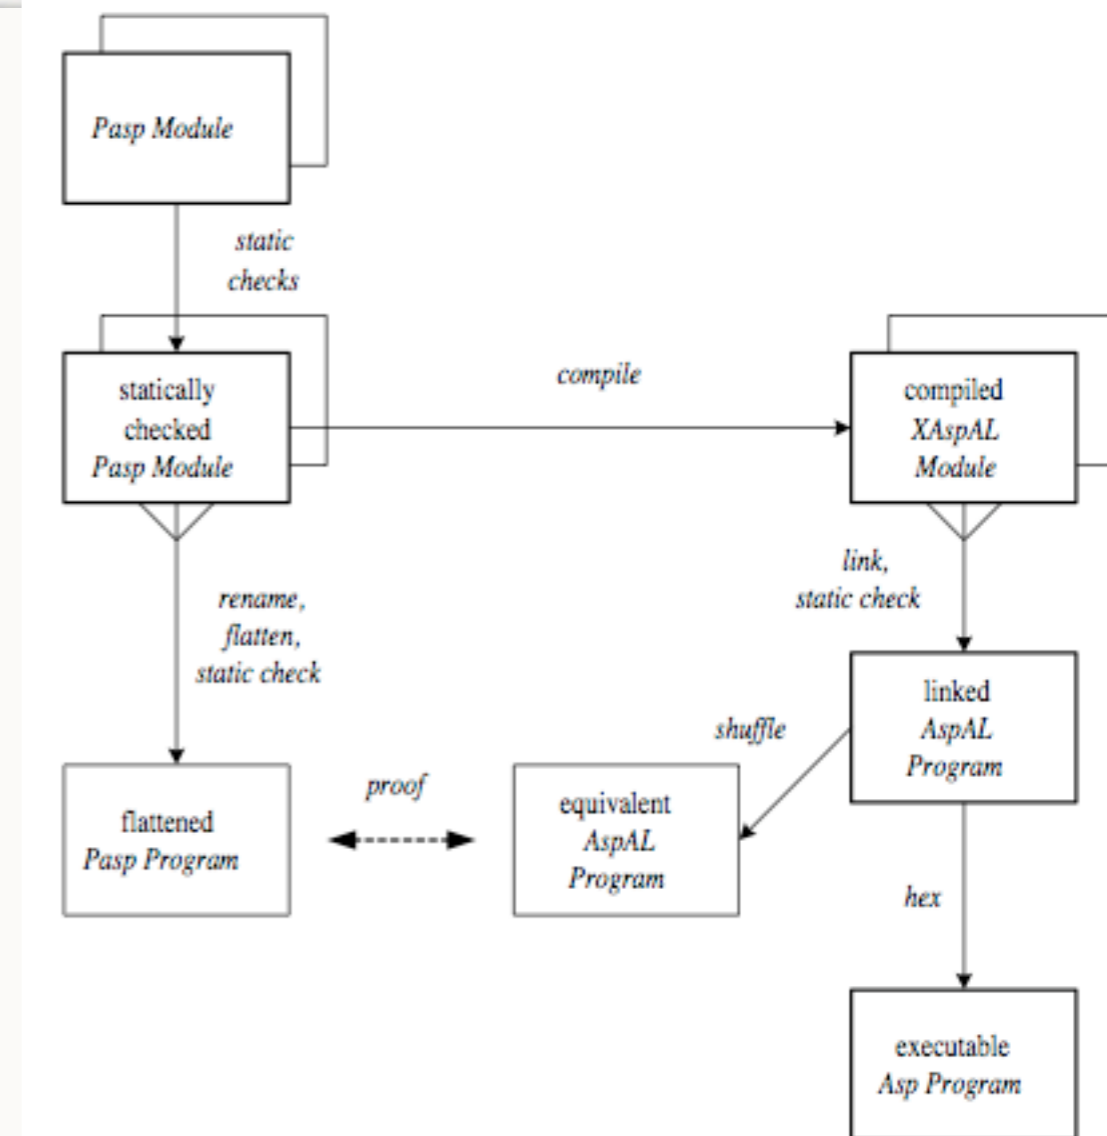 Pasp Module
static
checks
statically
checked
Pasp Module
compile
compiled
XAspAL
Module
link,
static check
rename,
flatten,
static check
linked
AspAL
Program
shuffle
proof
flattened
Pasp Program
equivalent
AspAL
Program
hex
executable
Asp Program